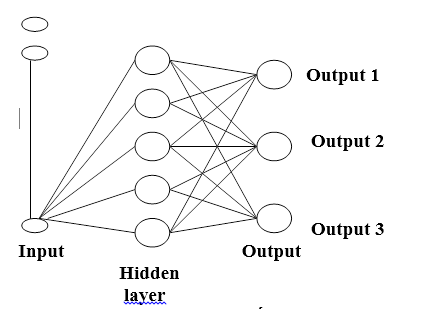 Output 1
Output 2
Output 3
Input
Output
Hidden
layer